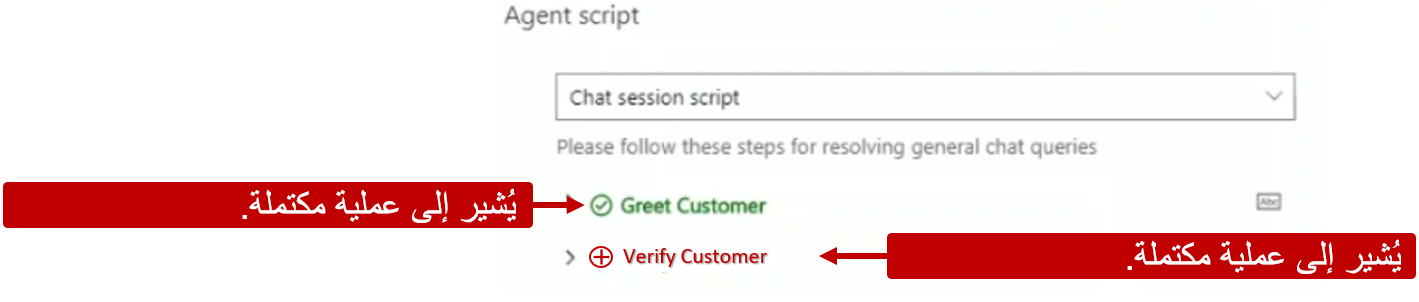 Agent script
Chat session script
Please follow these steps for resolving general chat queries
يُشير إلى عملية مكتملة.
Greet Customer
Abc
Verify Customer
يُشير إلى عملية مكتملة.